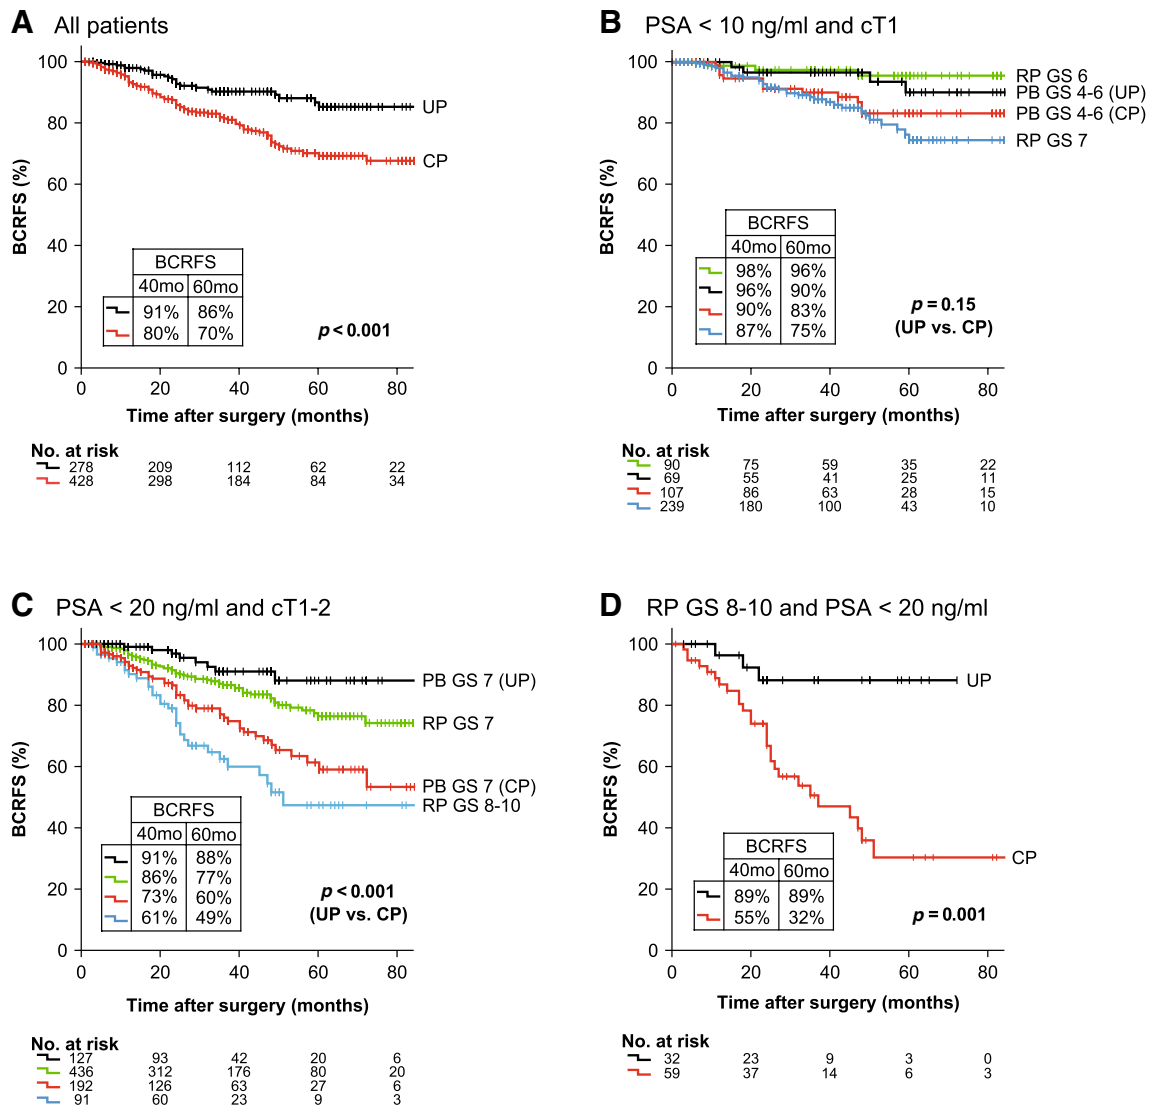 A All patients
100
80
60
40
20
0
BCRFS (%)
UP
CP
BCRFS
40mo 60mo
91% 86%
80% 70%
p < 0.001
0 20 40 60 80
Time after surgery (months)
No. at risk
278 209 112 62 22
428 298 184 84 34
B PSA < 10 ng/ml and cT1
100
80
60
40
20
0
BCRFS (%)
RP GS 6
PB GS 4-6 (UP)
PB GS 4-6 (CP)
RP GS 7
BCRFS
40mo 60mo
98% 96%
96% 90%
90% 83%
87% 75%
p = 0.15
(UP vs. CP)
0 20 40 60 80
Time after surgery (months)
No. at risk
90 75 59 35 22
69 55 41 25 11
107 86 63 28 15
239 180 100 43 10
C PSA < 20 ng/ml and cT1-2
100
80
60
40
20
0
BCRFS (%)
PB GS 7 (UP)
RP GS 7
PB GS 7 (CP)
RP GS 8-10
BCRFS
40mo 60mo
91% 88%
86% 77%
73% 60%
61% 49%
p < 0.001
(UP vs. CP)
0 20 40 60 80
Time after surgery (months)
No. at risk
127 93 42 20 6
436 312 176 80 20
192 126 63 27 6
91 60 23 9 3
D RP GS 8-10 and PSA < 20 ng/ml
100
80
60
40
20
0
BCRFS (%)
UP
CP
BCRFS
40mo 60mo
89% 89%
55% 32%
p = 0.001
0 20 40 60 80
Time after surgery (months)
No. at risk
32 23 9 3 0
59 37 14 6 3